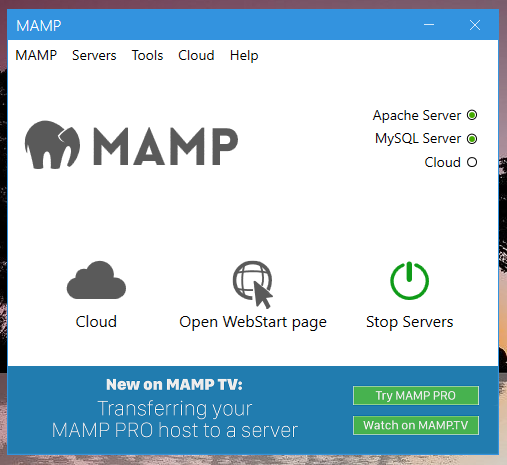 MAMP
MAMP Servers Tools Cloud Help
MAMP
Apache Server
MySQL Server
Cloud
Cloud
Open WebStart page
Stop Servers
New on MAMP TV:
Transferring your
MAMP PRO host to a server
Try MAMP PRO
Watch on MAMP.TV